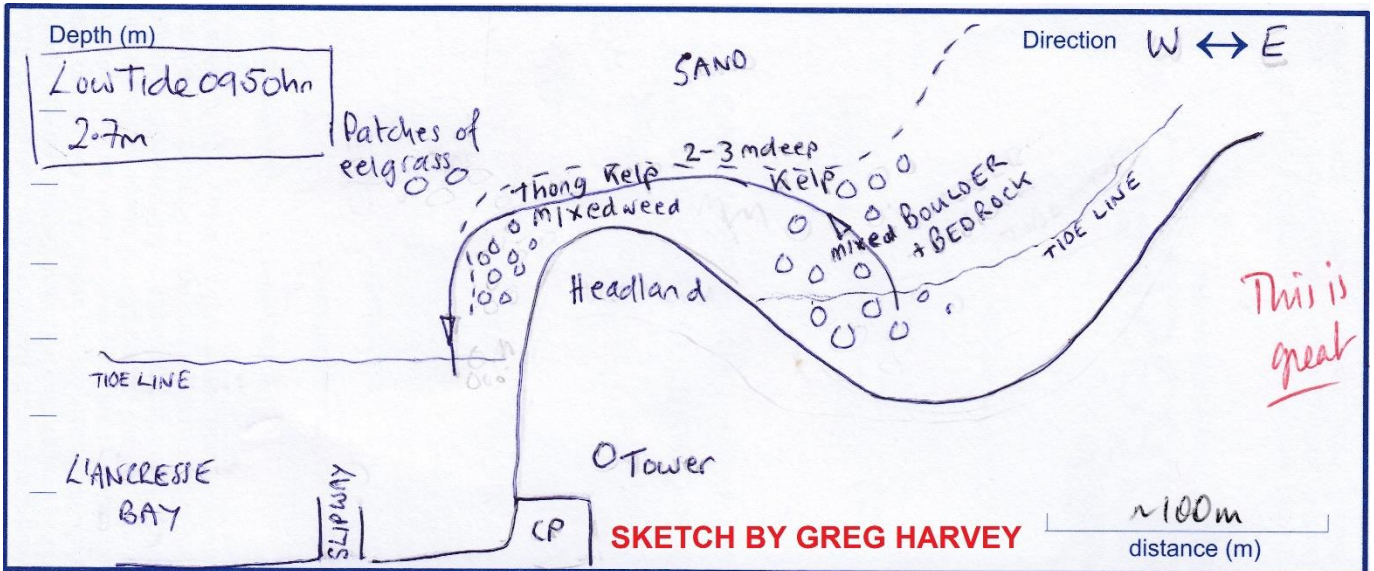 Depth (m)
Low Tide 0950hr
2.7m
Patches of
eelgrass
SAND
Direction W ↔ E
thong Kelp 2-3 m deep Kelp
mixed weed
mixed BOULDER
+ BEDROCK
TIDE LINE
Headland
This is
great
TIDE LINE
L'ANCRESSE
BAY
SLIPWAY
O Tower
CP
SKETCH BY GREG HARVEY
~100m
distance (m)